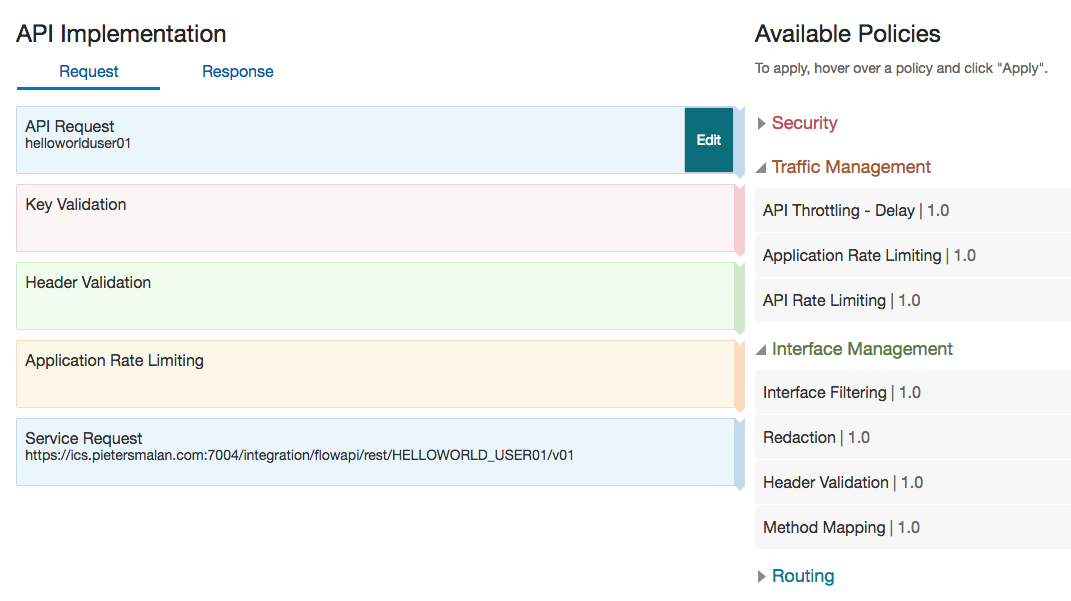 API Implementation
Request
Response
API Request
helloworlduser01
Edit
Key Validation
Header Validation
Application Rate Limiting
Service Request
https://ics.pietersmalan.com:7004/integration/flowapi/rest/HELLOWORLD_USER01/v01
Available Policies
To apply, hover over a policy and click "Apply".
Security
Traffic Management
API Throttling - Delay | 1.0
Application Rate Limiting | 1.0
API Rate Limiting | 1.0
Interface Management
Interface Filtering | 1.0
Redaction | 1.0
Header Validation | 1.0
Method Mapping | 1.0
Routing